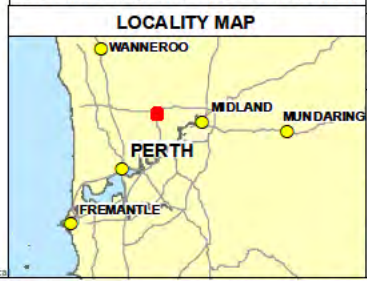 LOCALITY MAP
WANNEROO
MIDLAND
MUNDARING
PERTH
FREMANTLE